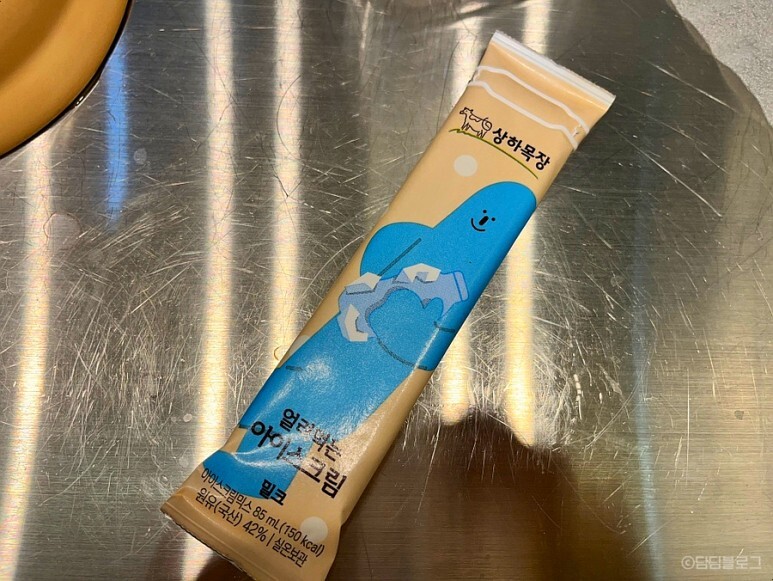 상하목장
얼려먹는
아이스크림
밀크
아이스크림믹스 85 mL (150 kcal)
원유(국산) 42% | 실온보관
©담덤블로그